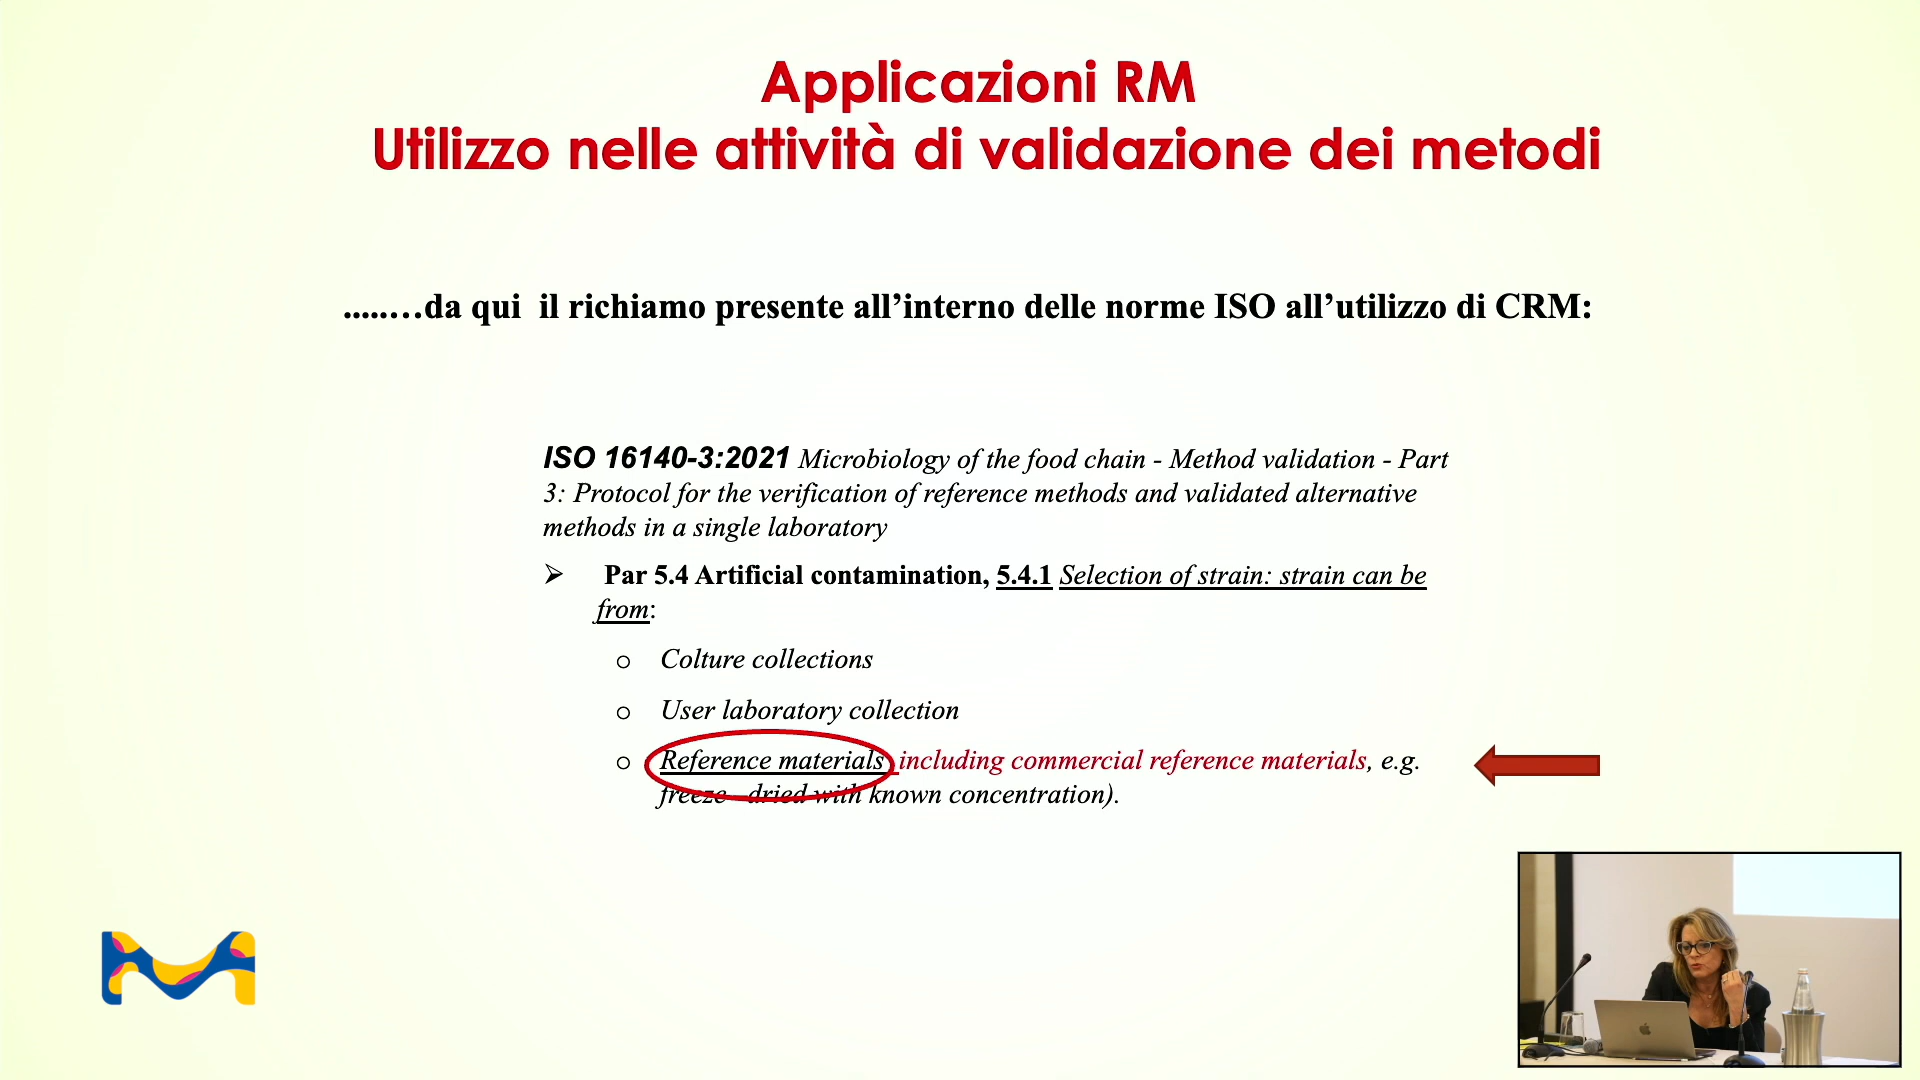 Applicazioni RM
Utilizzo nelle attività di validazione dei metodi
.....…da qui  il richiamo presente all’interno delle norme ISO all’utilizzo di CRM:
ISO 16140-3:2021 Microbiology of the food chain - Method validation - Part
3: Protocol for the verification of reference methods and validated alternative
methods in a single laboratory
➢ Par 5.4 Artificial contamination, 5.4.1 Selection of strain: strain can be
from:
o Colture collections
o User laboratory collection
o Reference materials including commercial reference materials, e.g.
freeze –dried with known concentration).